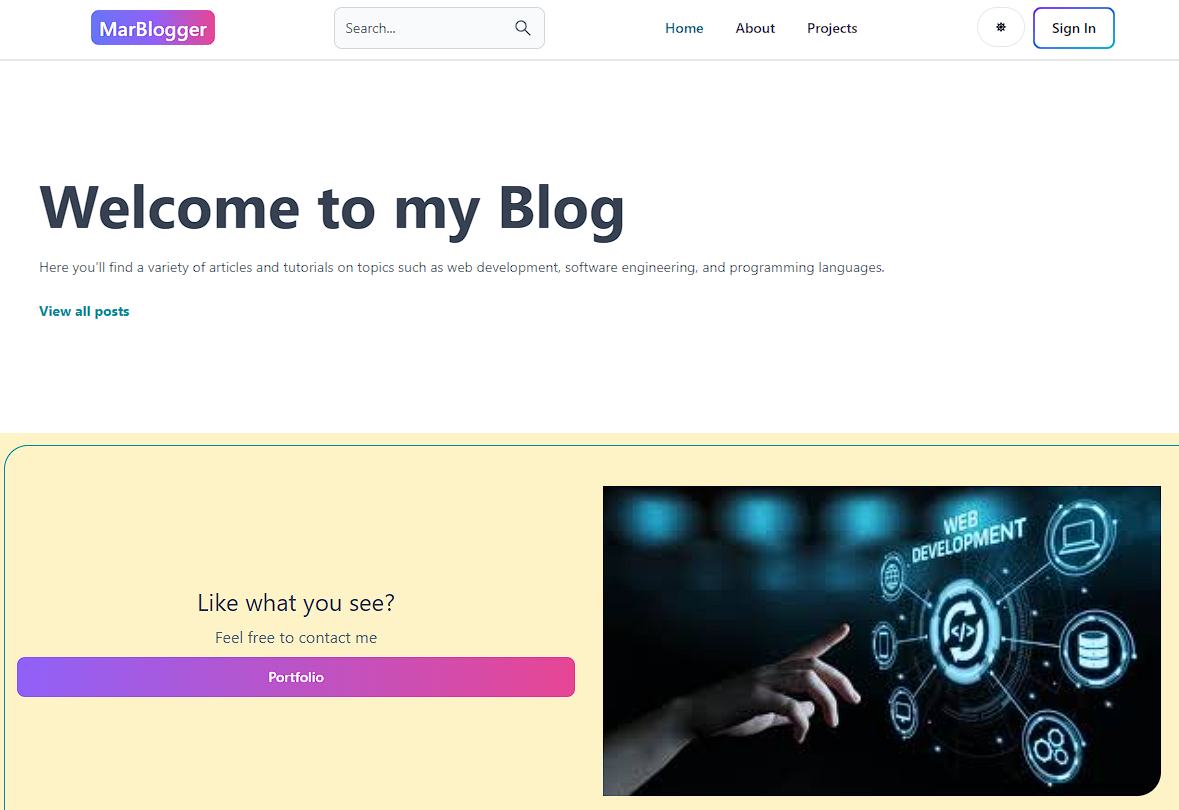 MarBlogger
Search...
Home
About
Projects
Sign In
Welcome to my Blog
Here you'll find a variety of articles and tutorials on topics such as web development, software engineering, and programming languages.
View all posts
Like what you see?
Feel free to contact me
Portfolio
WEB
DEVELOPMENT
</>